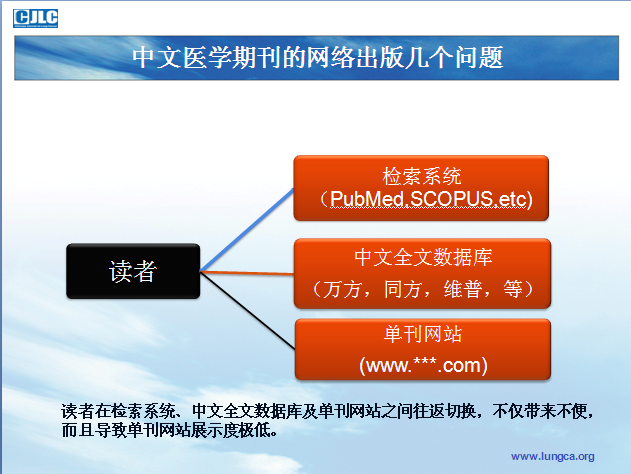 CJLC
中文医学期刊的网络出版几个问题
检索系统
（PubMed,SCOPUS,etc)
读者
中文全文数据库
（万方，同方，维普，等）
单刊网站
(www.***.com)
读者在检索系统、中文全文数据库及单刊网站之间往返切换，不仅带来不便，
而且导致单刊网站展示度极低。
www.lungca.org